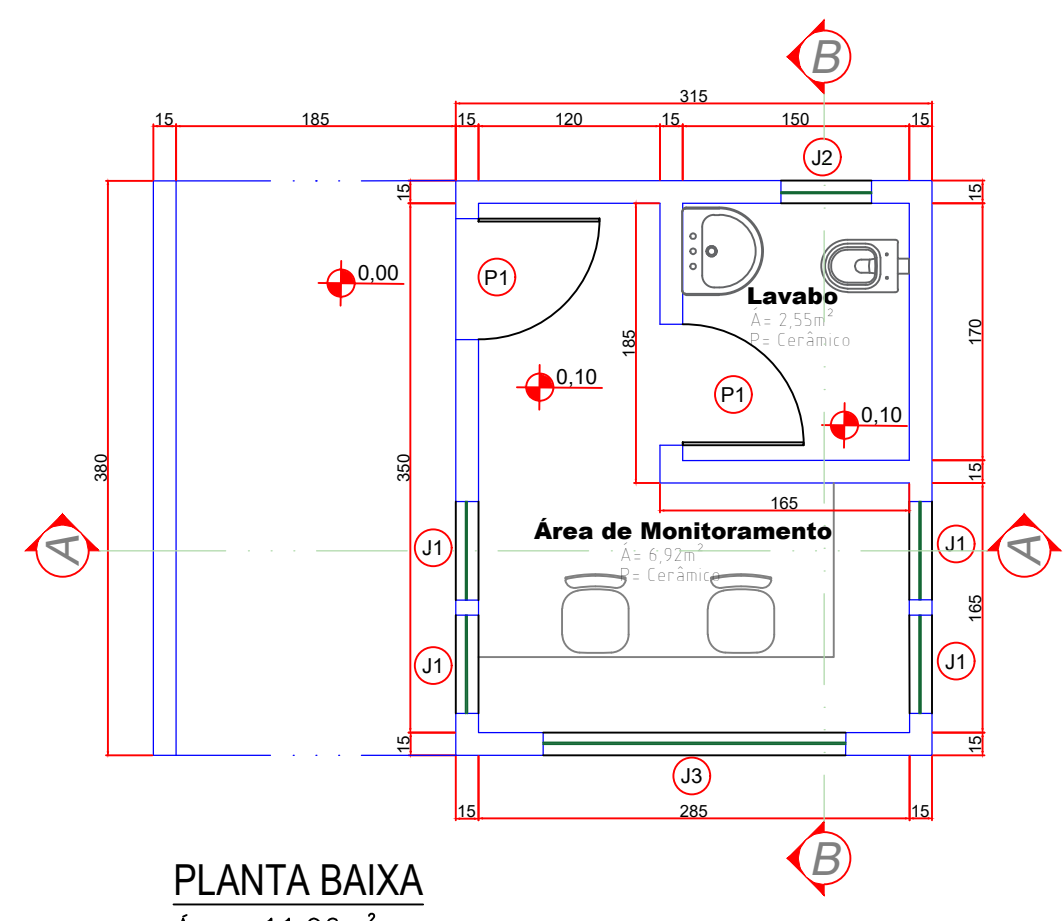 B
315
15 185 15 120 15 150 15
J2
15 15
0,00 P1
Lavabo
Á= 2,55m²
P= Cerâmico
185 170
0,10 P1
0,10
380 350 15
165
Área de Monitoramento
Á= 6,92m²
P= Cerâmico
A J1 J1 A
165
J1 J1
15 15
J3
15 285 15
B
PLANTA BAIXA